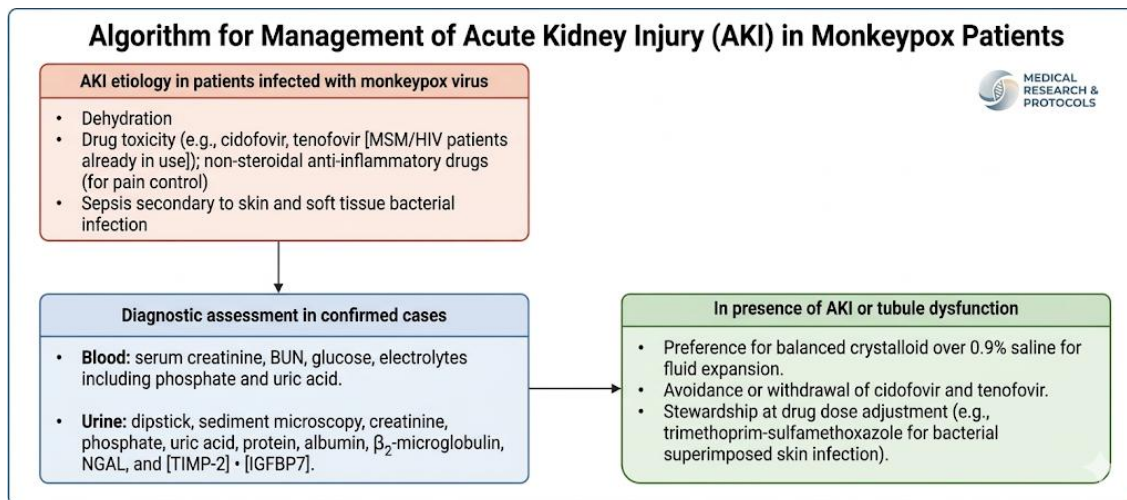 Algorithm for Management of Acute Kidney Injury (AKI) in Monkeypox Patients
MEDICAL
RESEARCH &
PROTOCOLS
AKI etiology in patients infected with monkeypox virus
• Dehydration
• Drug toxicity (e.g., cidofovir, tenofovir [MSM/HIV patients
already in use]); non-steroidal anti-inflammatory drugs
(for pain control)
• Sepsis secondary to skin and soft tissue bacterial
infection
Diagnostic assessment in confirmed cases
• Blood: serum creatinine, BUN, glucose, electrolytes
including phosphate and uric acid.
• Urine: dipstick, sediment microscopy, creatinine,
phosphate, uric acid, protein, albumin, β₂-microglobulin,
NGAL, and [TIMP-2] • [IGFBP7].
In presence of AKI or tubule dysfunction
• Preference for balanced crystalloid over 0.9% saline for
fluid expansion.
• Avoidance or withdrawal of cidofovir and tenofovir.
• Stewardship at drug dose adjustment (e.g.,
trimethoprim-sulfamethoxazole for bacterial
superimposed skin infection).